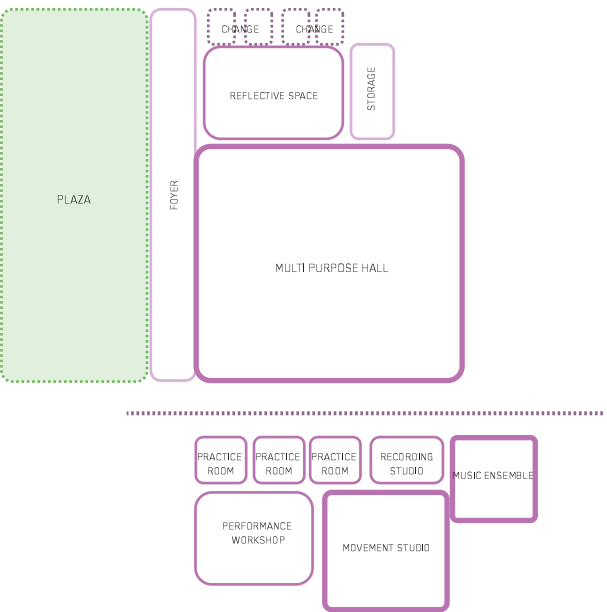 CHANGE CHANGE
REFLECTIVE SPACE
STORAGE
PLAZA
FOYER
MULTI PURPOSE HALL
PRACTICE
ROOM
PRACTICE
ROOM
PRACTICE
ROOM
RECORDING
STUDIO
MUSIC ENSEMBLE
PERFORMANCE
WORKSHOP
MOVEMENT STUDIO